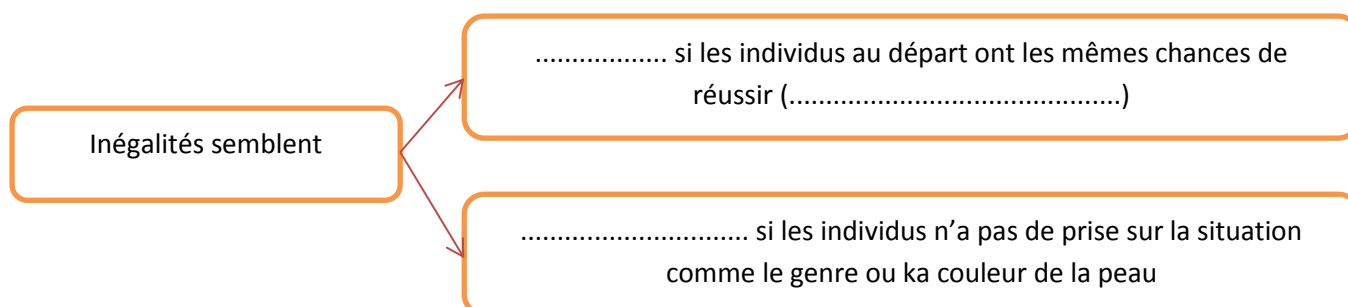 .................. si les individus au départ ont les mêmes chances de
réussir (.............................................)
Inégalités semblent
............................... si les individus n’a pas de prise sur la situation
comme le genre ou ka couleur de la peau